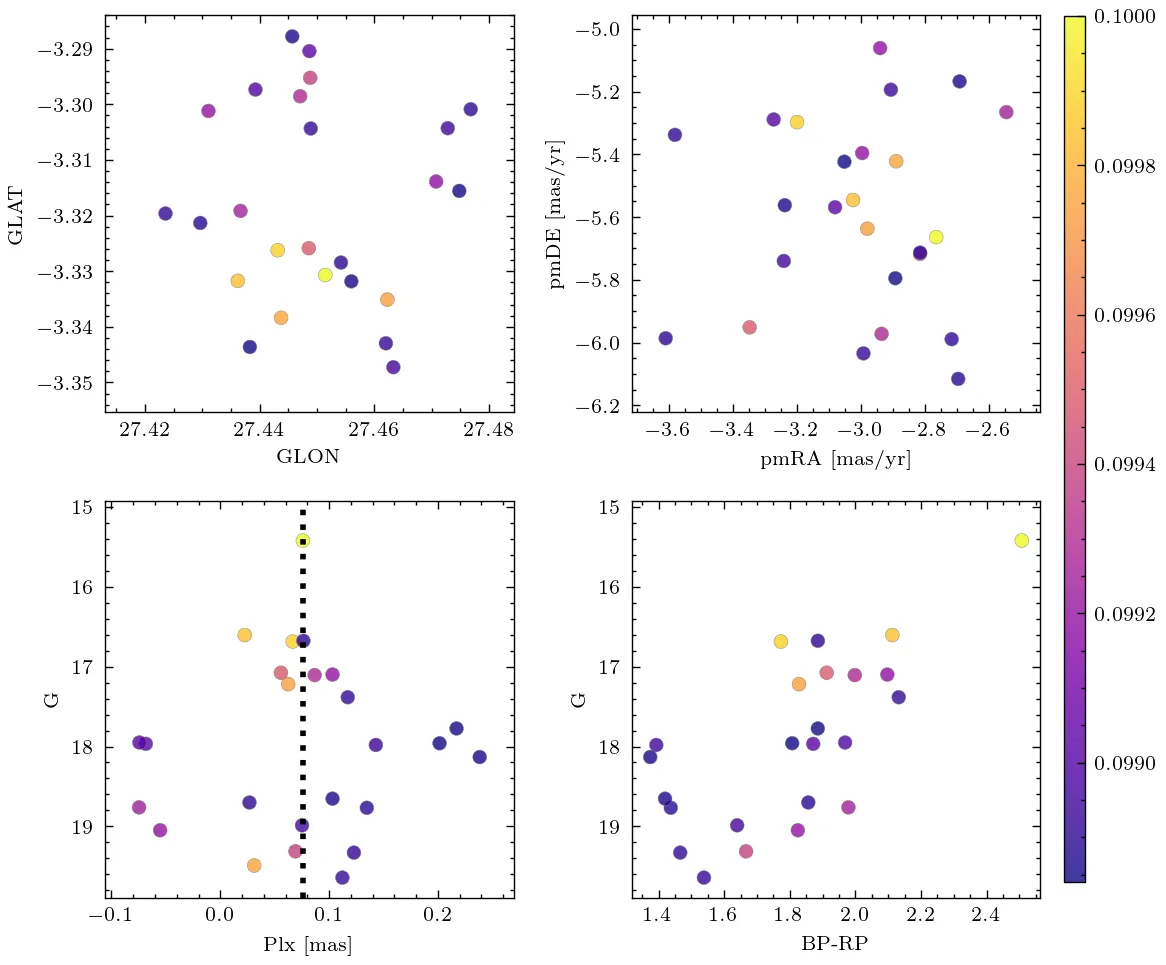 −3.29
−3.30
−3.31
−3.32
−3.33
−3.34
−3.35
GLAT
27.42 27.44 27.46 27.48
GLON
−5.0
−5.2
−5.4
−5.6
−5.8
−6.0
−6.2
pmDE [mas/yr]
−3.6 −3.4 −3.2 −3.0 −2.8 −2.6
pmRA [mas/yr]
15
16
17
18
19
G
−0.1 0.0 0.1 0.2
Plx [mas]
15
16
17
18
19
G
1.4 1.6 1.8 2.0 2.2 2.4
BP-RP
0.1000
0.0998
0.0996
0.0994
0.0992
0.0990